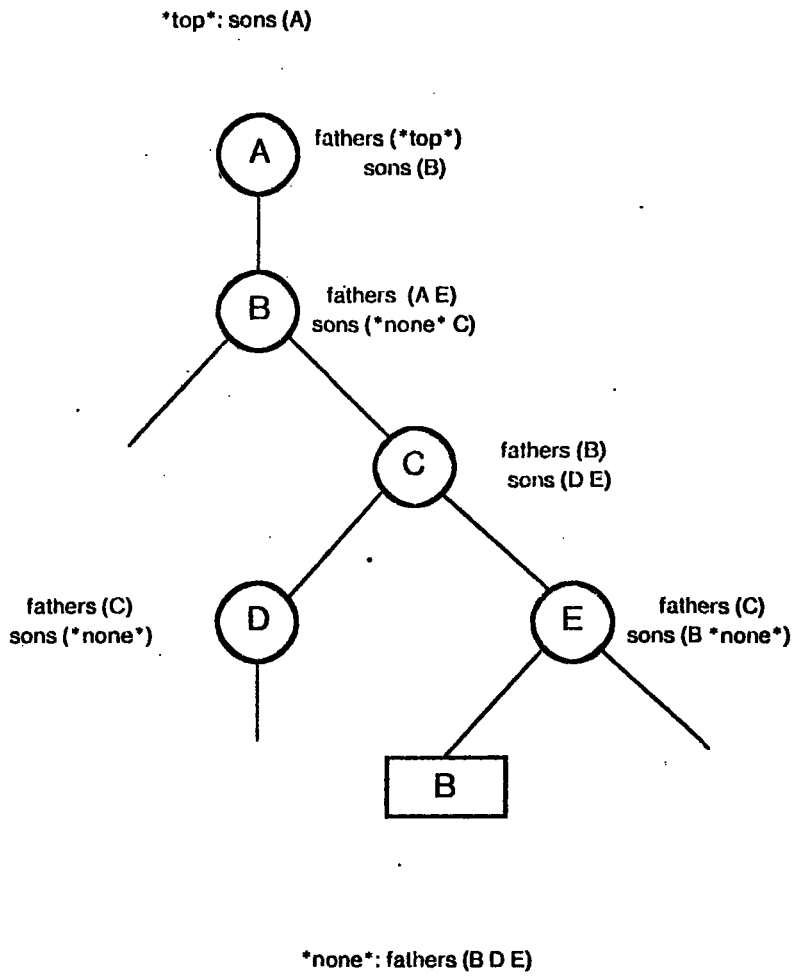 *top*: sons (A)
A
fathers (*top*)
sons (B)
B
fathers (A E)
sons (*none* C)
C
fathers (B)
sons (D E)
fathers (C)
sons (*none*)
D
E
fathers (C)
sons (B *none*)
B
*none*: fathers (B D E)